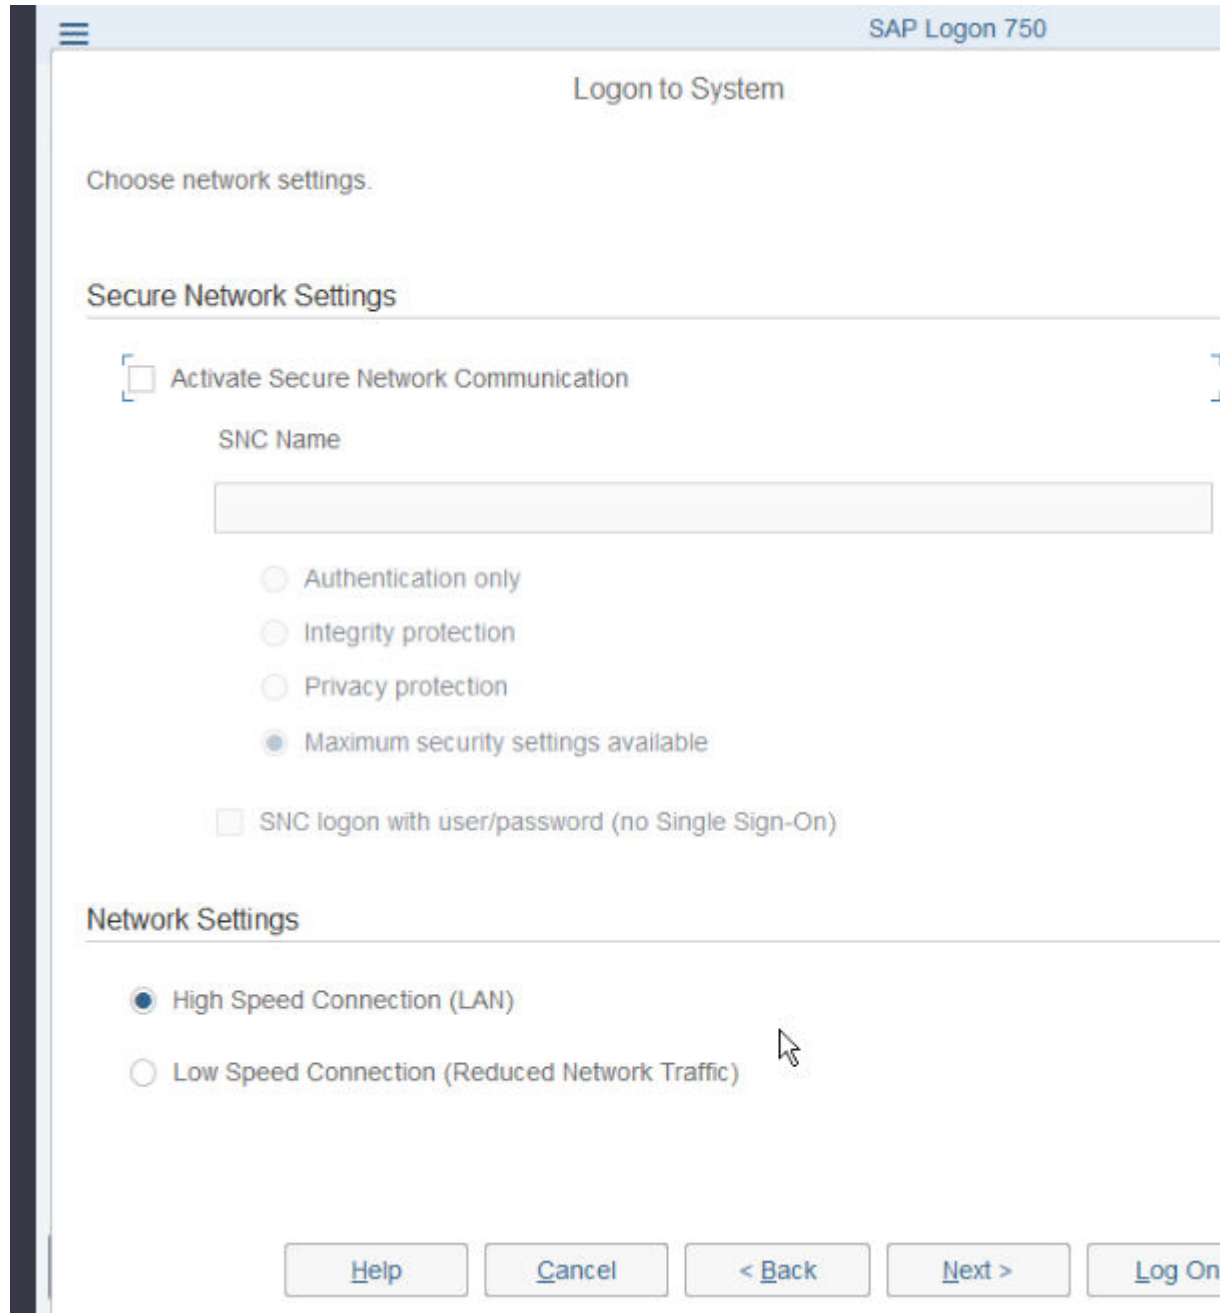 SAP Logon 750
Logon to System
Choose network settings.
Secure Network Settings
Activate Secure Network Communication
SNC Name
Authentication only
Integrity protection
Privacy protection
Maximum security settings available
SNC logon with user/password (no Single Sign-On)
Network Settings
High Speed Connection (LAN)
Low Speed Connection (Reduced Network Traffic)
Help Cancel < Back Next > Log On